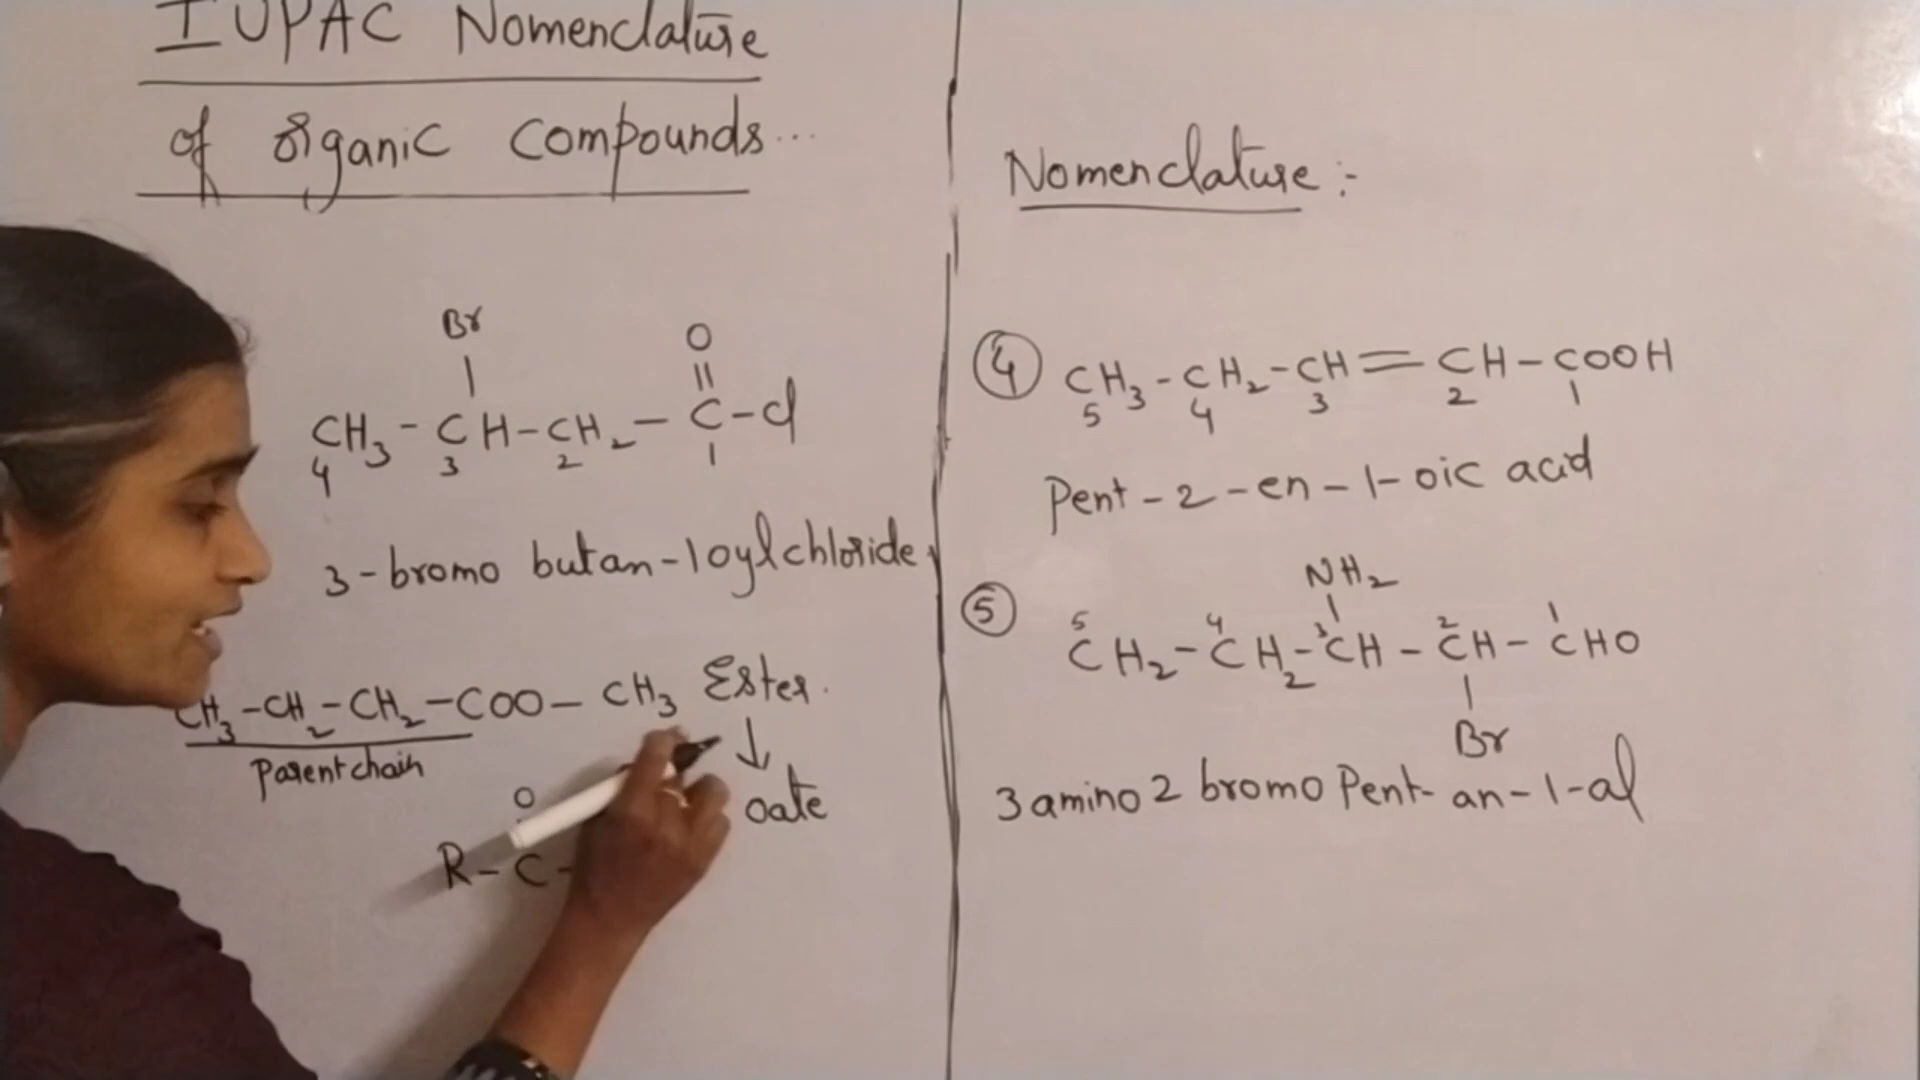 IUPAC Nomenclature
of organic compounds...
Br
O
CH3 - CH - CH2 - C - Cl
4 3 2 1
3-bromo butan-1oylchloride
CH3 - CH2 - CH2 - COO - CH3 Ester.
Parent chain
↓
oate
O
R - C -
Nomenclature :-
④ CH3 - CH2 - CH = CH - COOH
5 4 3 2 1
Pent - 2 - en - 1 - oic acid
NH2
⑤
5 4 3 2 1
CH2 - CH2 - CH - CH - CHO
Br
3 amino 2 bromo Pent- an - 1 - al